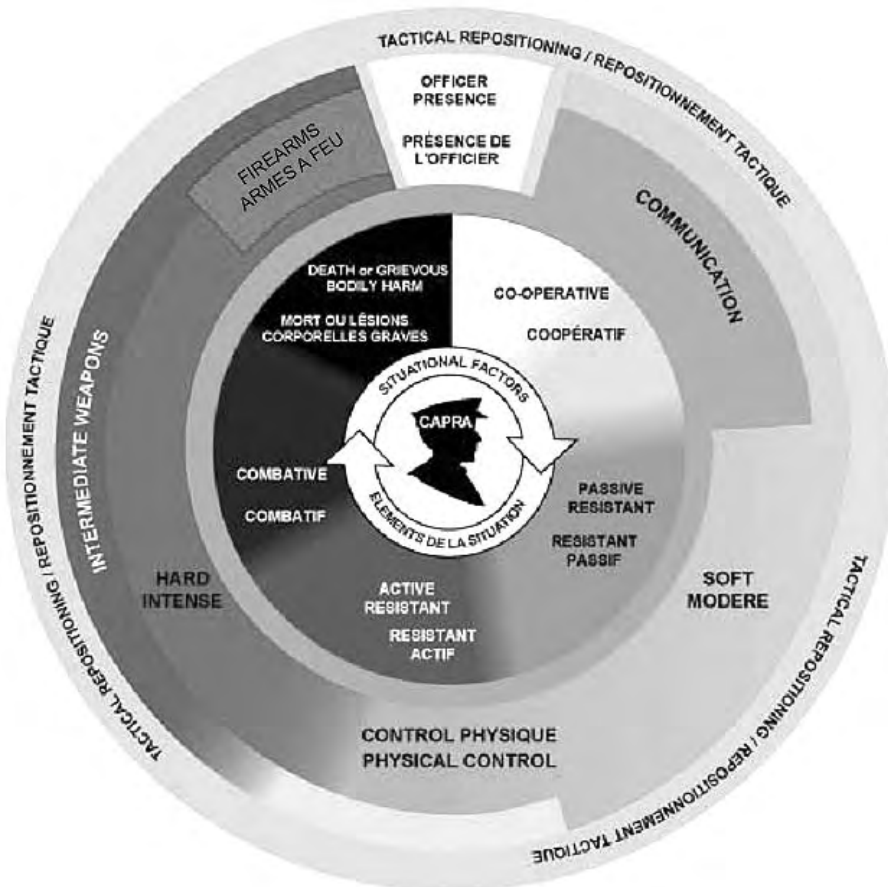 TACTICAL REPOSITIONING / REPOSITIONNEMENT TACTIQUE
OFFICER
PRESENCE
PRÉSENCE DE
L'OFFICIER
FIREARMS
ARMES A FEU
COMMUNICATION
DEATH or GRIEVOUS
BODILY HARM
MORT OU LÉSIONS
CORPORELLES GRAVES
CO-OPERATIVE
COOPÉRATIF
SITUATIONAL FACTORS
CAPRA
ELEMENTS DE LA SITUATION
COMBATIVE
COMBATIF
PASSIVE
RESISTANT
RESISTANT
PASSIF
ACTIVE
RESISTANT
RESISTANT
ACTIF
INTERMEDIATE WEAPONS
HARD
INTENSE
SOFT
MODERE
CONTROL PHYSIQUE
PHYSICAL CONTROL
TACTICAL REPOSITIONING / REPOSITIONNEMENT TACTIQUE
TACTICAL REPOSITIONING / REPOSITIONNEMENT TACTIQUE